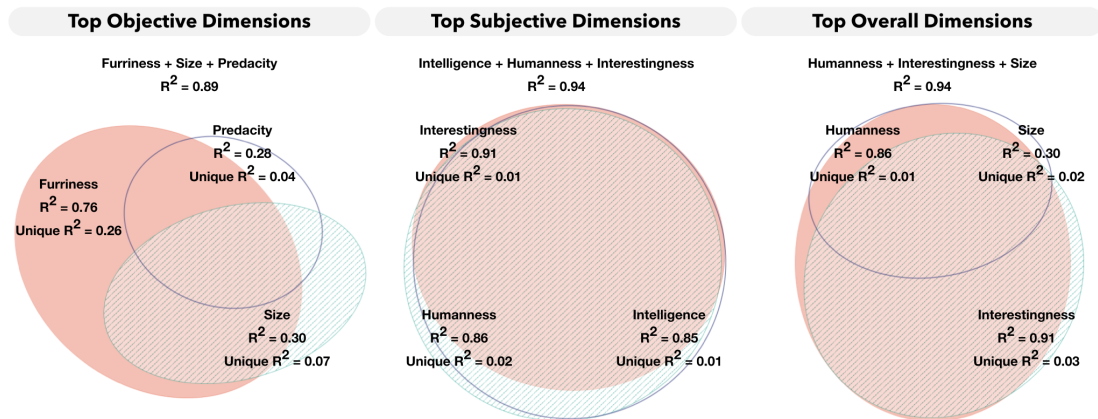 Top Objective Dimensions
Furriness + Size + Predacity
R² = 0.89
Predacity
R² = 0.28
Unique R² = 0.04
Furriness
R² = 0.76
Unique R² = 0.26
Size
R² = 0.30
Unique R² = 0.07
Top Subjective Dimensions
Intelligence + Humanness + Interestingness
R² = 0.94
Interestingness
R² = 0.91
Unique R² = 0.01
Humanness
R² = 0.86
Unique R² = 0.02
Intelligence
R² = 0.85
Unique R² = 0.01
Top Overall Dimensions
Humanness + Interestingness + Size
R² = 0.94
Humanness
R² = 0.86
Unique R² = 0.01
Size
R² = 0.30
Unique R² = 0.02
Interestingness
R² = 0.91
Unique R² = 0.03